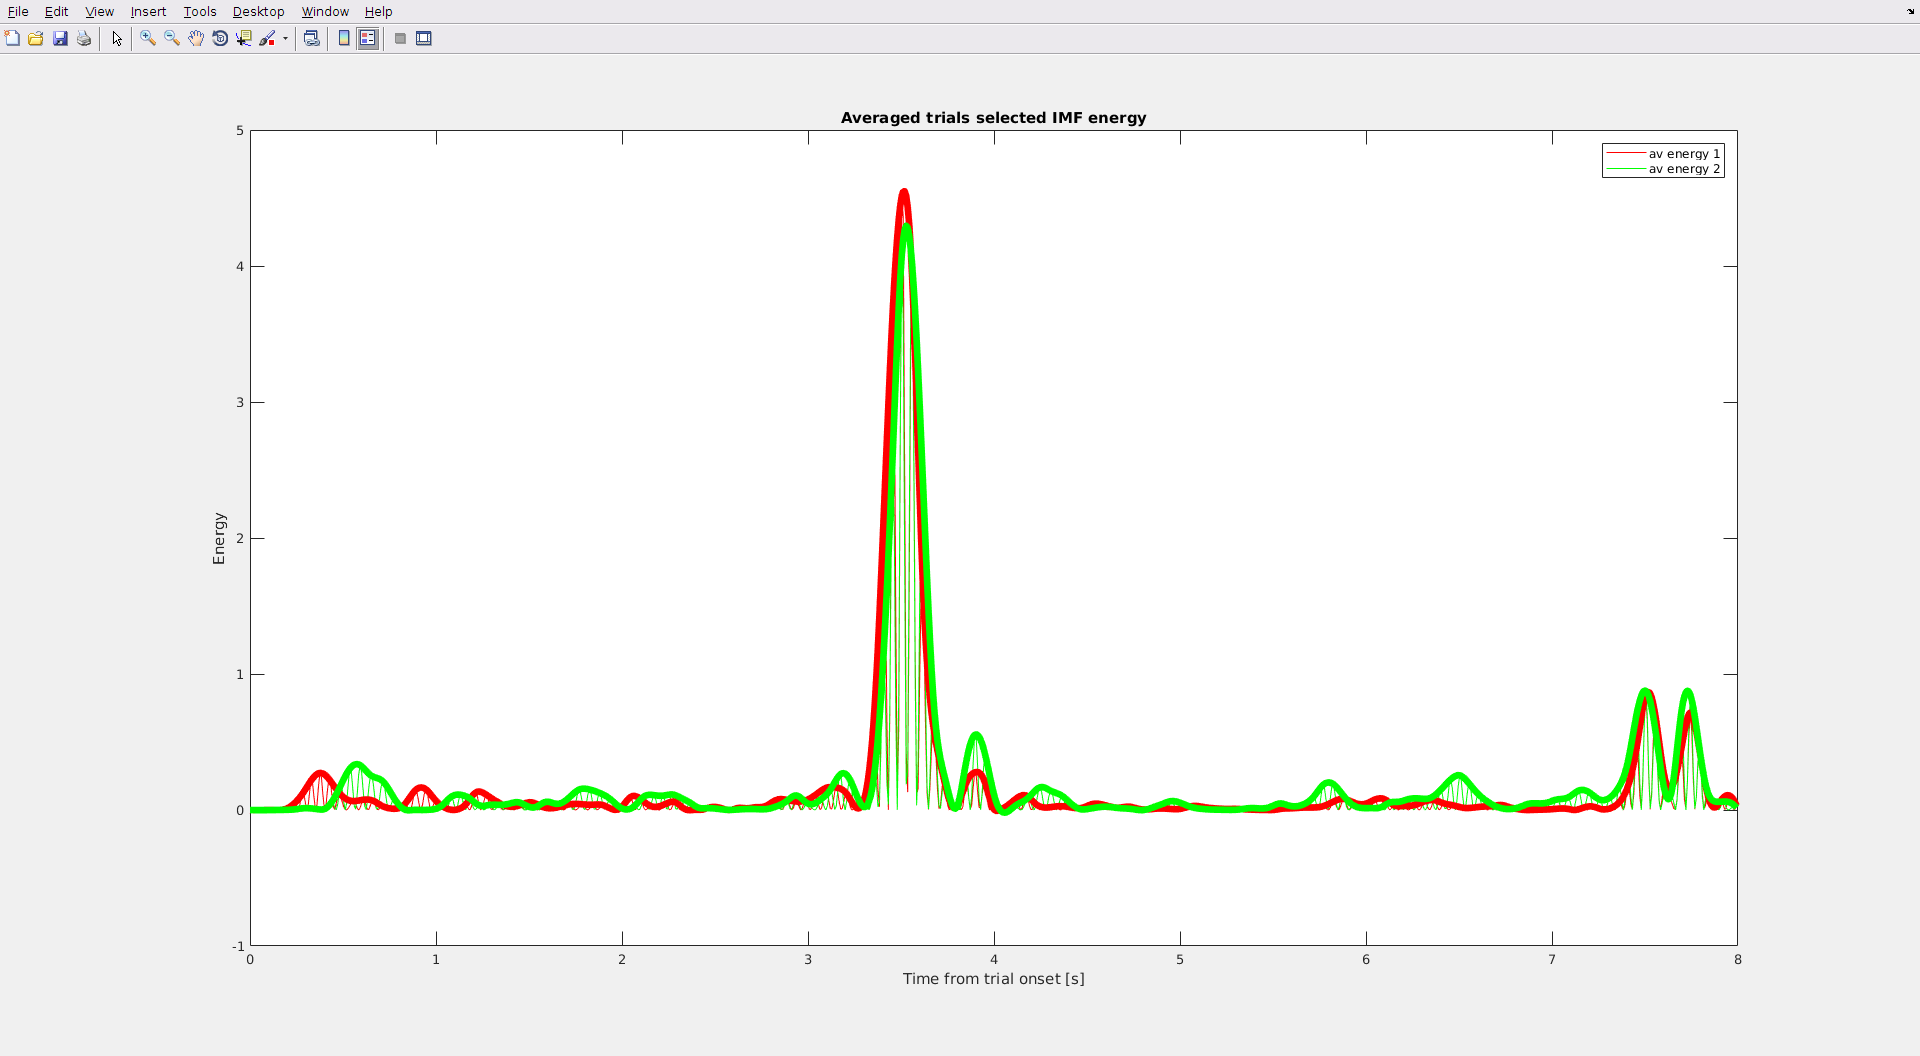 File Edit View Insert Tools Desktop Window Help
Averaged trials selected IMF energy
av energy 1
av energy 2
5
4
3
2
1
0
-1
Energy
0 1 2 3 4 5 6 7 8
Time from trial onset [s]